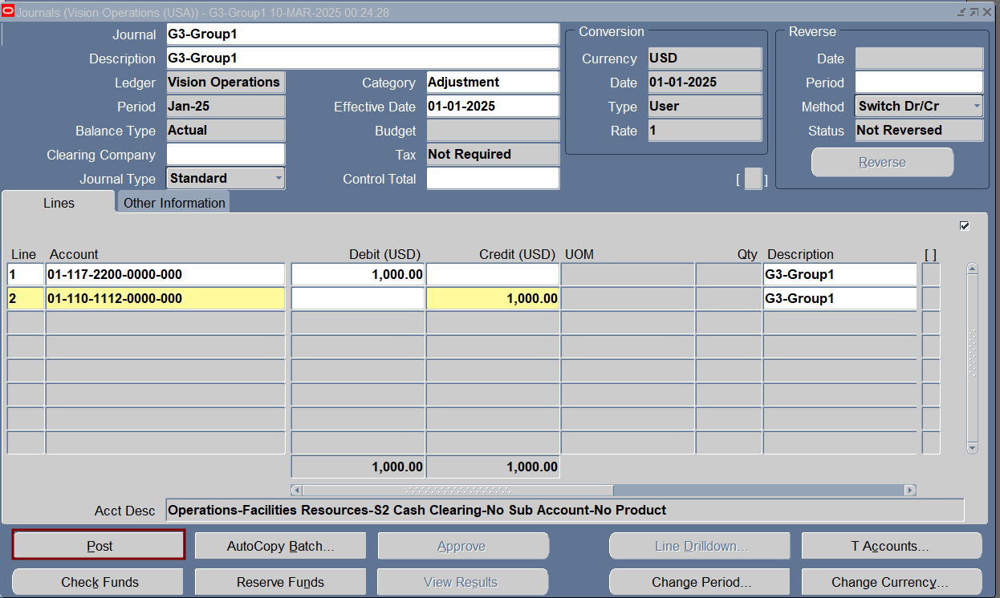 Journals (Vision Operations (USA)) - G3-Group1 10-MAR-2025 00:24:28
Journal G3-Group1
Description G3-Group1
Ledger Vision Operations Category Adjustment
Period Jan-25 Effective Date 01-01-2025
Balance Type Actual Budget
Clearing Company Tax Not Required
Journal Type Standard Control Total
Conversion
Currency USD
Date 01-01-2025
Type User
Rate 1
Reverse
Date
Period
Method Switch Dr/Cr
Status Not Reversed
Reverse
[ ]
Lines Other Information
Line Account Debit (USD) Credit (USD) UOM Qty Description [ ]
1 01-117-2200-0000-000 1,000.00 G3-Group1
2 01-110-1112-0000-000 1,000.00 G3-Group1
1,000.00 1,000.00
Acct Desc Operations-Facilities Resources-S2 Cash Clearing-No Sub Account-No Product
Post AutoCopy Batch... Approve Line Drilldown... T Accounts...
Check Funds Reserve Funds View Results Change Period... Change Currency...